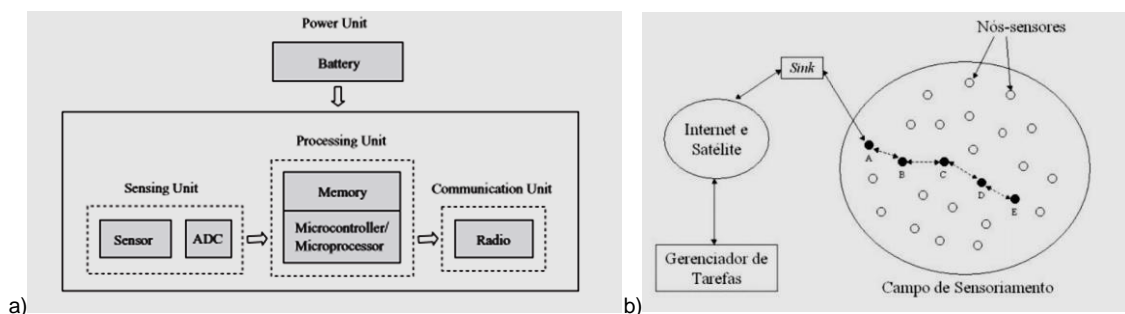 Power Unit
Battery
Processing Unit
Sensing Unit
Memory
Communication Unit
Sensor
ADC
Microcontroller/
Microprocessor
Radio
a)
Nós-sensores
Sink
Internet e
Satélite
A
B
C
D
E
Gerenciador de
Tarefas
Campo de Sensoriamento
b)